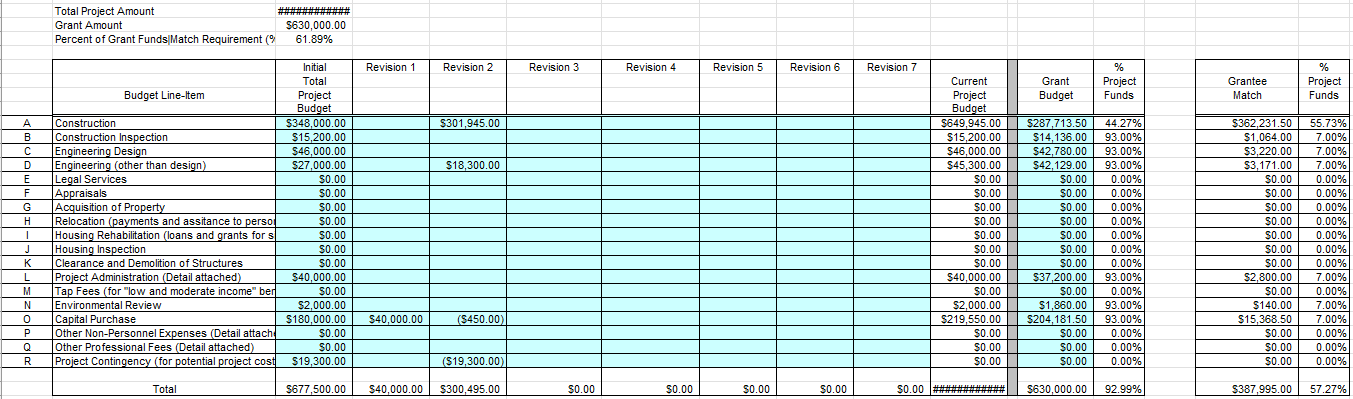 Total Project Amount ############
Grant Amount $630,000.00
Percent of Grant Funds|Match Requirement (% 61.89%
Initial Revision 1 Revision 2 Revision 3 Revision 4 Revision 5 Revision 6 Revision 7 % %
Total Current Grant Project Grantee Project
Budget Line-Item Project Project Budget Funds Match Funds
Budget Budget
A Construction $348,000.00 $301,945.00 $649,945.00 $287,713.50 44.27% $362,231.50 55.73%
B Construction Inspection $15,200.00 $15,200.00 $14,136.00 93.00% $1,064.00 7.00%
C Engineering Design $46,000.00 $46,000.00 $42,780.00 93.00% $3,220.00 7.00%
D Engineering (other than design) $27,000.00 $18,300.00 $45,300.00 $42,129.00 93.00% $3,171.00 7.00%
E Legal Services $0.00 $0.00 $0.00 0.00% $0.00 0.00%
F Appraisals $0.00 $0.00 $0.00 0.00% $0.00 0.00%
G Acquisition of Property $0.00 $0.00 $0.00 0.00% $0.00 0.00%
H Relocation (payments and assitance to person $0.00 $0.00 $0.00 0.00% $0.00 0.00%
I Housing Rehabilitation (loans and grants for s $0.00 $0.00 $0.00 0.00% $0.00 0.00%
J Housing Inspection $0.00 $0.00 $0.00 0.00% $0.00 0.00%
K Clearance and Demolition of Structures $0.00 $0.00 $0.00 0.00% $0.00 0.00%
L Project Administration (Detail attached) $40,000.00 $40,000.00 $37,200.00 93.00% $2,800.00 7.00%
M Tap Fees (for "low and moderate income" ben $0.00 $0.00 $0.00 0.00% $0.00 0.00%
N Environmental Review $2,000.00 $2,000.00 $1,860.00 93.00% $140.00 7.00%
O Capital Purchase $180,000.00 $40,000.00 ($450.00) $219,550.00 $204,181.50 93.00% $15,368.50 7.00%
P Other Non-Personnel Expenses (Detail attache $0.00 $0.00 $0.00 0.00% $0.00 0.00%
Q Other Professional Fees (Detail attached) $0.00 $0.00 $0.00 0.00% $0.00 0.00%
R Project Contingency (for potential project cost $19,300.00 ($19,300.00) $0.00 $0.00 0.00% $0.00 0.00%
Total $677,500.00 $40,000.00 $300,495.00 $0.00 $0.00 $0.00 $0.00 $0.00 ############ $630,000.00 92.99% $387,995.00 57.27%